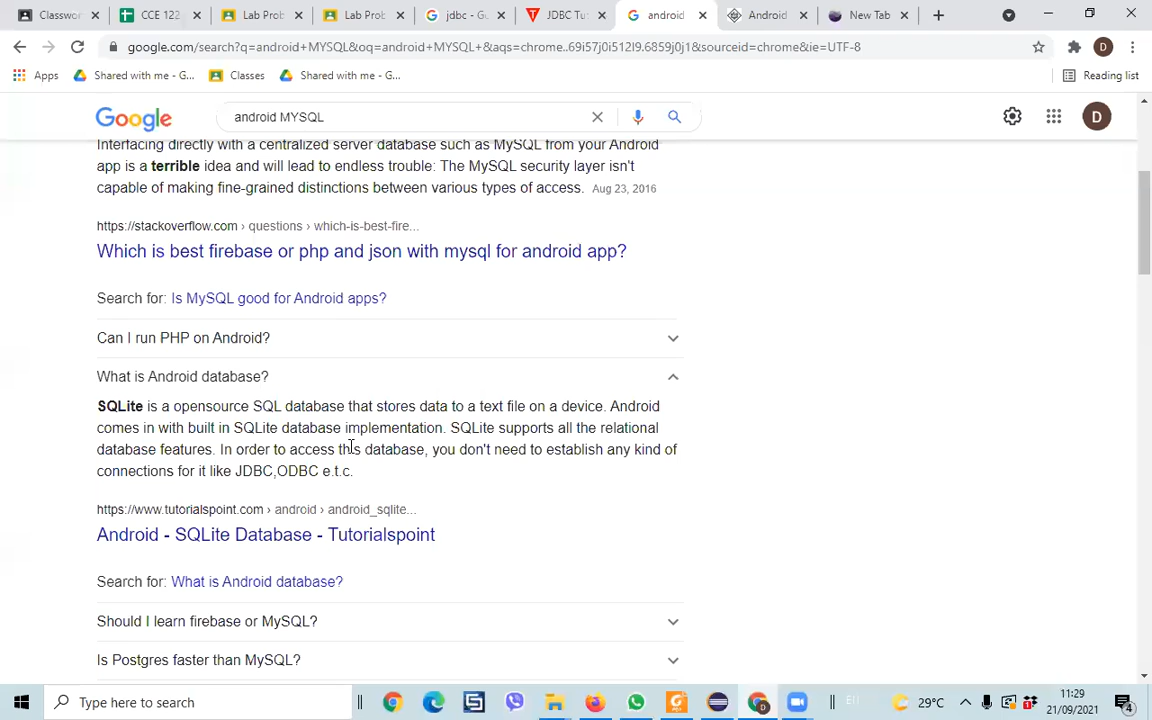 Classwor
CCE 122
Lab Prob
Lab Prob
jdbc - Go
JDBC Tut
android
Android
New Tab
google.com/search?q=android+MYSQL&oq=android+MYSQL+&aqs=chrome..69i57j0i512l9.6859j0j1&sourceid=chrome&ie=UTF-8
D
Apps
Shared with me - G...
Classes
Shared with me - G...
Reading list
Google
android MYSQL
D
Interfacing directly with a centralized server database such as MySQL from your Android
app is a terrible idea and will lead to endless trouble: The MySQL security layer isn't
capable of making fine-grained distinctions between various types of access. Aug 23, 2016
https://stackoverflow.com › questions › which-is-best-fire...
Which is best firebase or php and json with mysql for android app?
Search for: Is MySQL good for Android apps?
Can I run PHP on Android?
What is Android database?
SQLite is a opensource SQL database that stores data to a text file on a device. Android
comes in with built in SQLite database implementation. SQLite supports all the relational
database features. In order to access this database, you don't need to establish any kind of
connections for it like JDBC,ODBC e.t.c.
https://www.tutorialspoint.com › android › android_sqlite...
Android - SQLite Database - Tutorialspoint
Search for: What is Android database?
Should I learn firebase or MySQL?
Is Postgres faster than MySQL?
Type here to search
29°C
11:29
21/09/2021
4